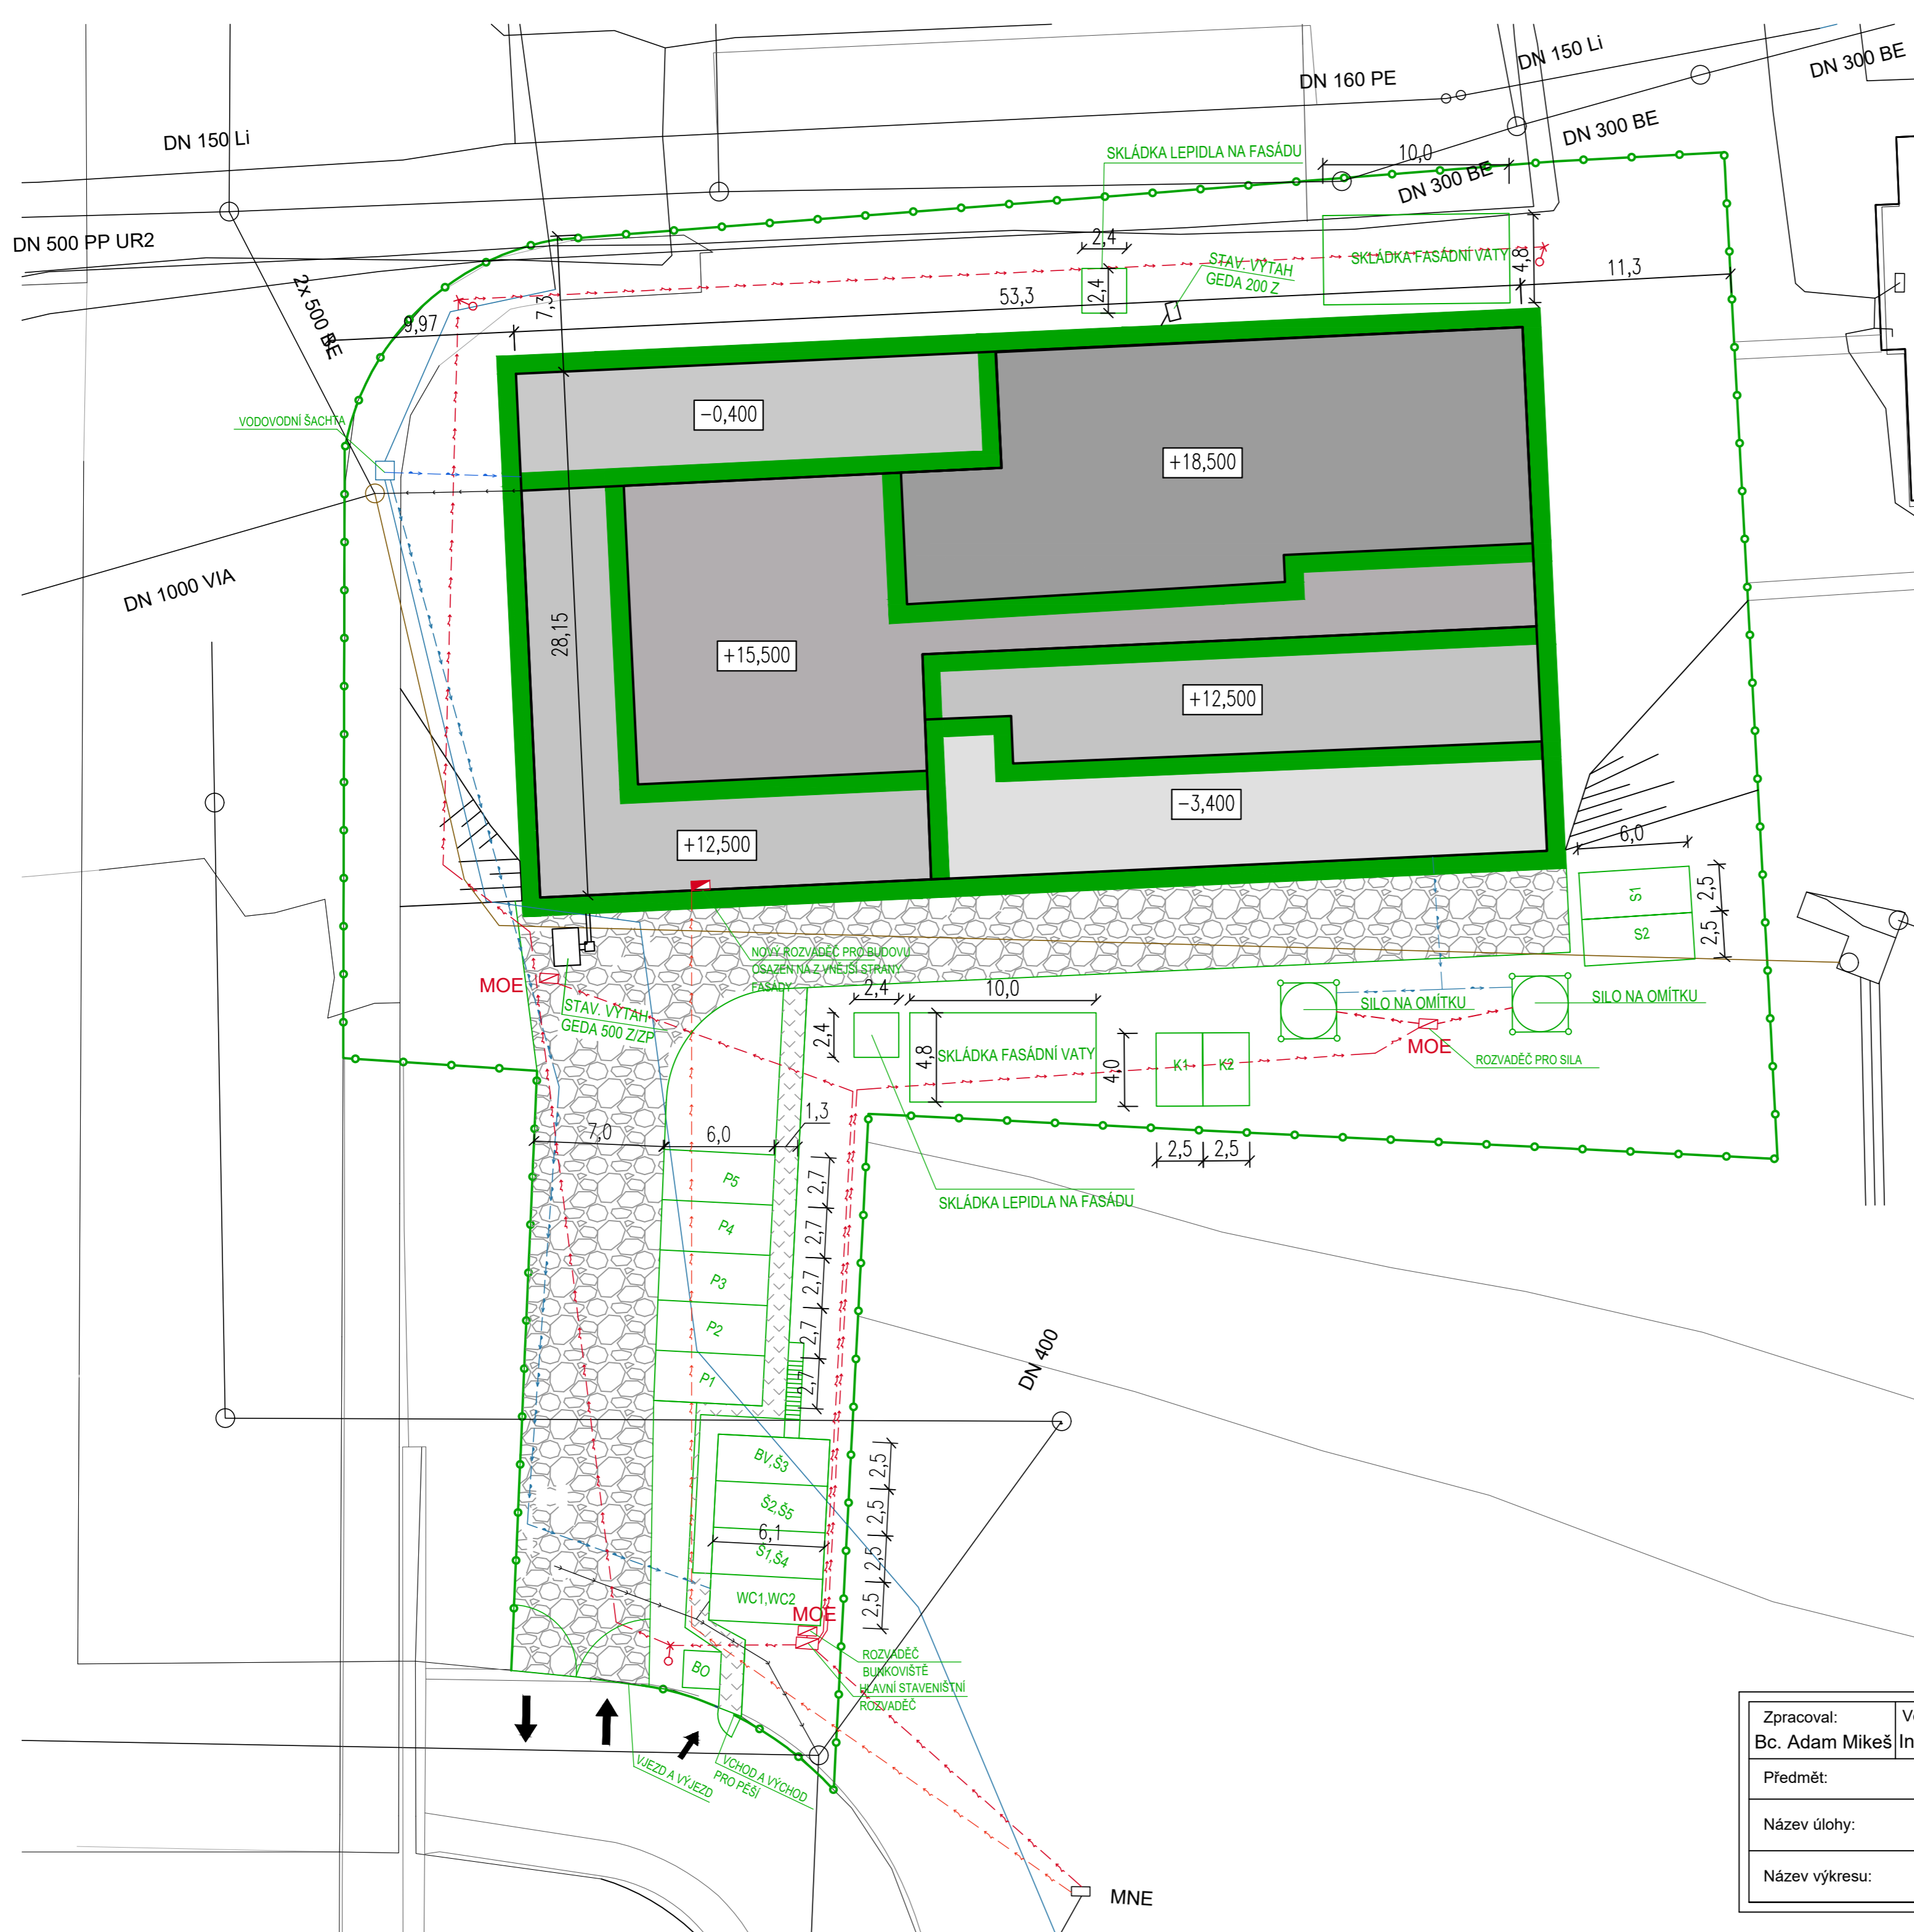 DN 150 Li
DN 300 BE
DN 160 PE
DN 150 Li
DN 300 BE
SKLÁDKA LEPIDLA NA FASÁDU
10,0
DN 300 BE
DN 500 PP UR2
2x 500 BE
7,3
2,4
2,4
STAV. VÝTAH
GEDA 200 Z
SKLÁDKA FASÁDNÍ VATY
4,8
11,3
53,3
9,97
VODOVODNÍ ŠACHTA
−0,400
+18,500
DN 1000 VIA
28,15
+15,500
+12,500
−3,400
+12,500
6,0
S1
2,5
S2
2,5
NOVÝ ROZVADĚČ PRO BUDOVU
OSAZEN NA Z VNĚJŠÍ STRANY
FASÁDY
MOE
STAV. VÝTAH
GEDA 500 Z/ZP
2,4
10,0
2,4
4,8
SKLÁDKA FASÁDNÍ VATY
4,0
K1
K2
SILO NA OMÍTKU
SILO NA OMÍTKU
MOE
ROZVADĚČ PRO SILA
7,0
6,0
1,3
2,5
2,5
SKLÁDKA LEPIDLA NA FASÁDU
P5
2,7
P4
2,7
P3
2,7
P2
2,7
P1
2,7
DN 400
BV,Š3
2,5
Š2,Š5
2,5
6,1
Š1,Š4
2,5
WC1,WC2
2,5
MOE
ROZVADĚČ
BUNKOVIŠTĚ
HLAVNÍ STAVENIŠTNÍ
ROZVADĚČ
BO
VJEZD A VÝJEZD
VCHOD A VÝCHOD
PRO PĚŠÍ
MNE
Zpracoval:
Bc. Adam Mikeš
Předmět:
Název úlohy:
Název výkresu: